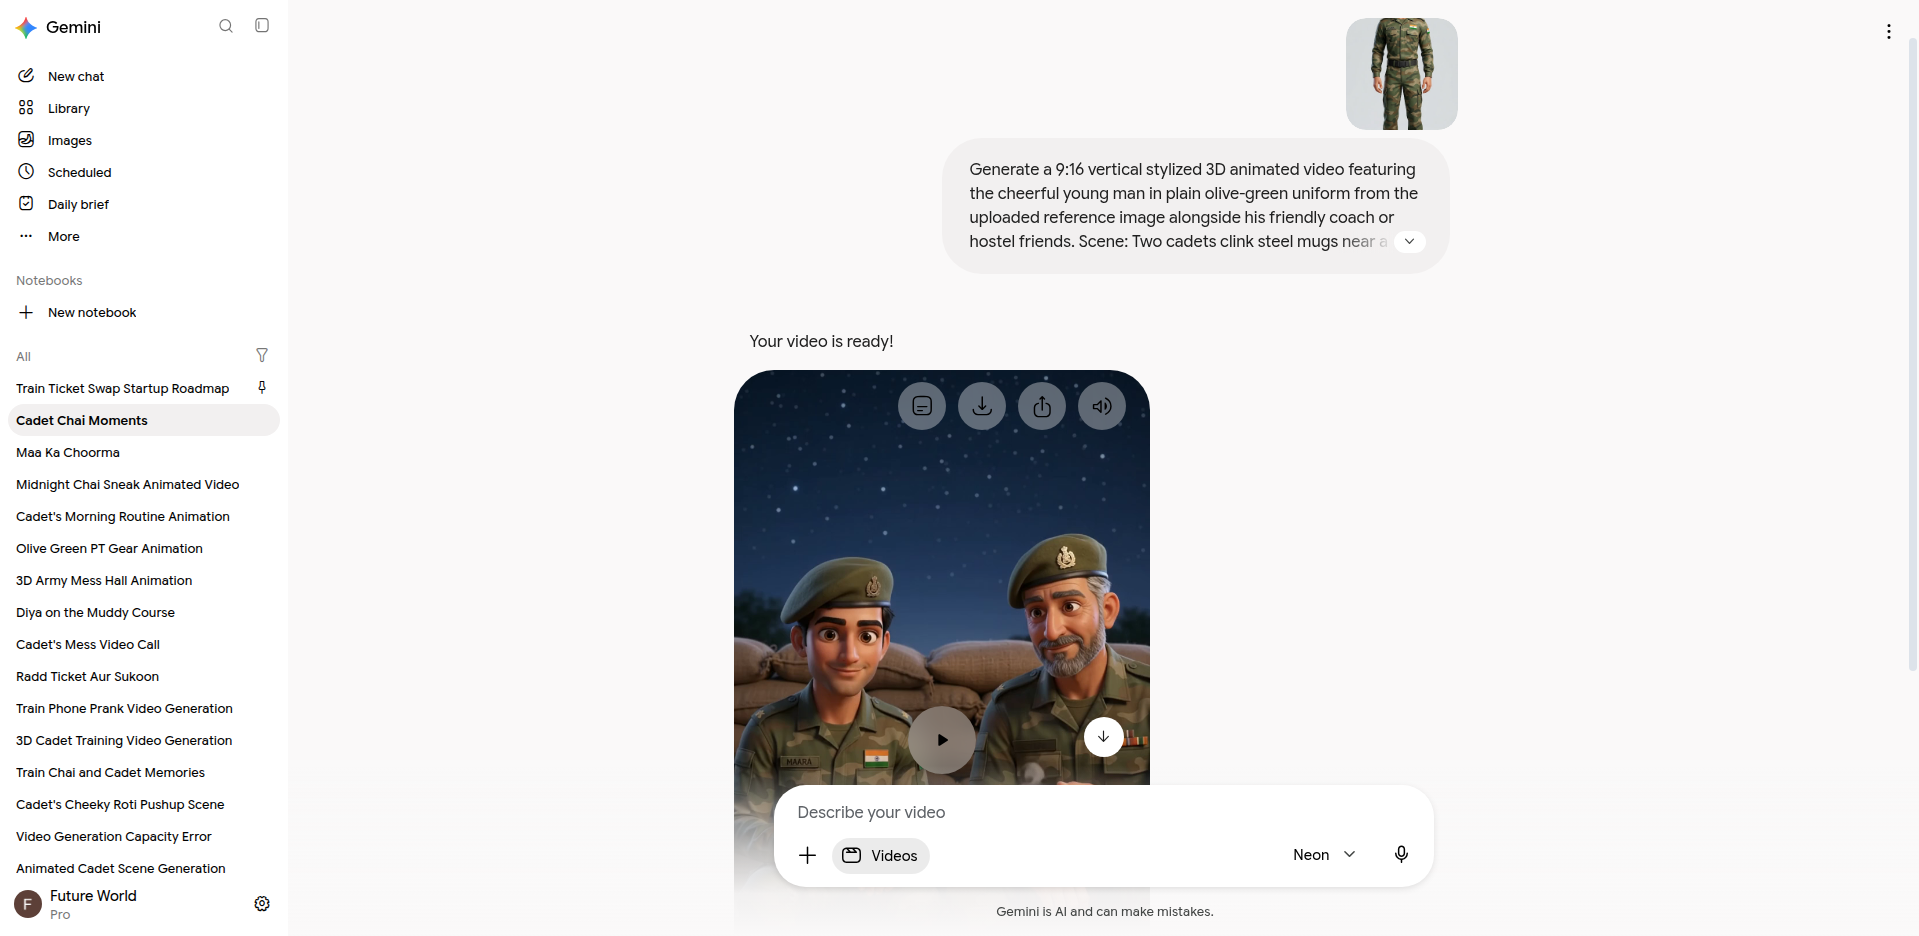 Gemini
New chat
Library
Images
Scheduled
Daily brief
More
Notebooks
New notebook
All
Train Ticket Swap Startup Roadmap
Cadet Chai Moments
Maa Ka Choorma
Midnight Chai Sneak Animated Video
Cadet's Morning Routine Animation
Olive Green PT Gear Animation
3D Army Mess Hall Animation
Diya on the Muddy Course
Cadet's Mess Video Call
Radd Ticket Aur Sukoon
Train Phone Prank Video Generation
3D Cadet Training Video Generation
Train Chai and Cadet Memories
Cadet's Cheeky Roti Pushup Scene
Video Generation Capacity Error
Animated Cadet Scene Generation
F
Future World
Pro
Generate a 9:16 vertical stylized 3D animated video featuring
the cheerful young man in plain olive-green uniform from the
uploaded reference image alongside his friendly coach or
hostel friends. Scene: Two cadets clink steel mugs near a
Your video is ready!
MAARA
Describe your video
Videos
Neon
Gemini is AI and can make mistakes.